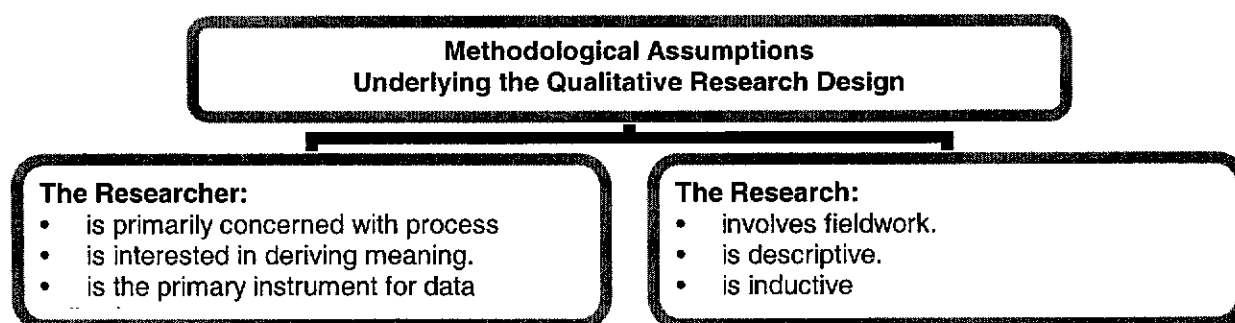 Methodological Assumptions
Underlying the Qualitative Research Design
The Researcher:
• is primarily concerned with process
• is interested in deriving meaning.
• is the primary instrument for data
The Research:
• involves fieldwork.
• is descriptive.
• is inductive